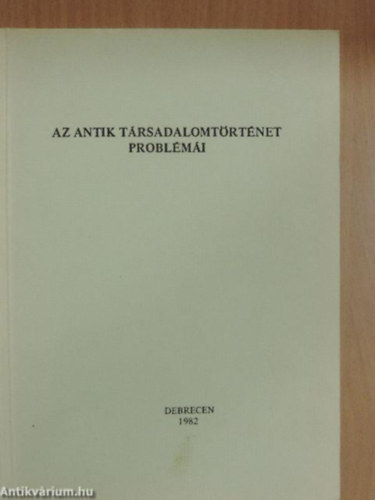 AZ ANTIK TÁRSADALOMTÖRTÉNET
PROBLÉMÁI
DEBRECEN
1982
Antikvárium.hu